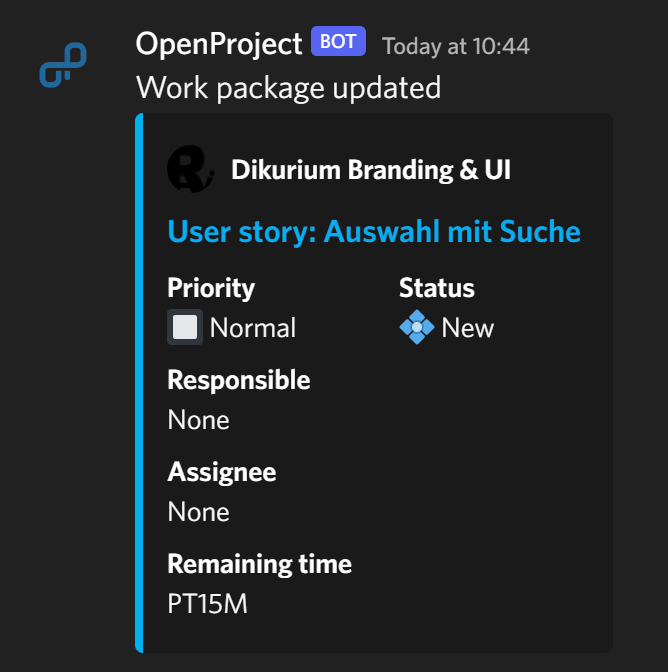 OpenProject BOT Today at 10:44
Work package updated
Dikurium Branding & UI
User story: Auswahl mit Suche
Priority Status
Normal New
Responsible
None
Assignee
None
Remaining time
PT15M